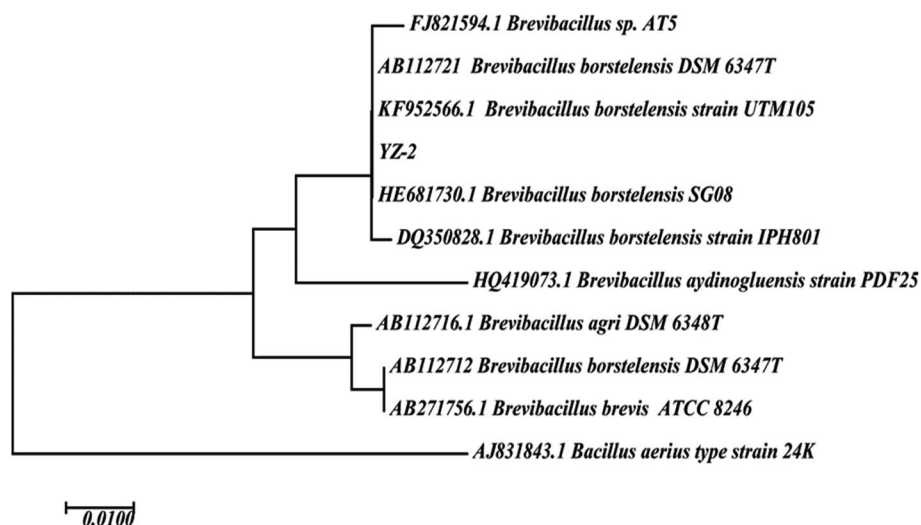 FJ821594.1 Brevibacillus sp. AT5
AB112721 Brevibacillus borstelensis DSM 6347T
KF952566.1 Brevibacillus borstelensis strain UTM105
YZ-2
HE681730.1 Brevibacillus borstelensis SG08
DQ350828.1 Brevibacillus borstelensis strain IPH801
HQ419073.1 Brevibacillus aydinogluensis strain PDF25
AB112716.1 Brevibacillus agri DSM 6348T
AB112712 Brevibacillus borstelensis DSM 6347T
AB271756.1 Brevibacillus brevis ATCC 8246
AJ831843.1 Bacillus aerius type strain 24K
0.0100